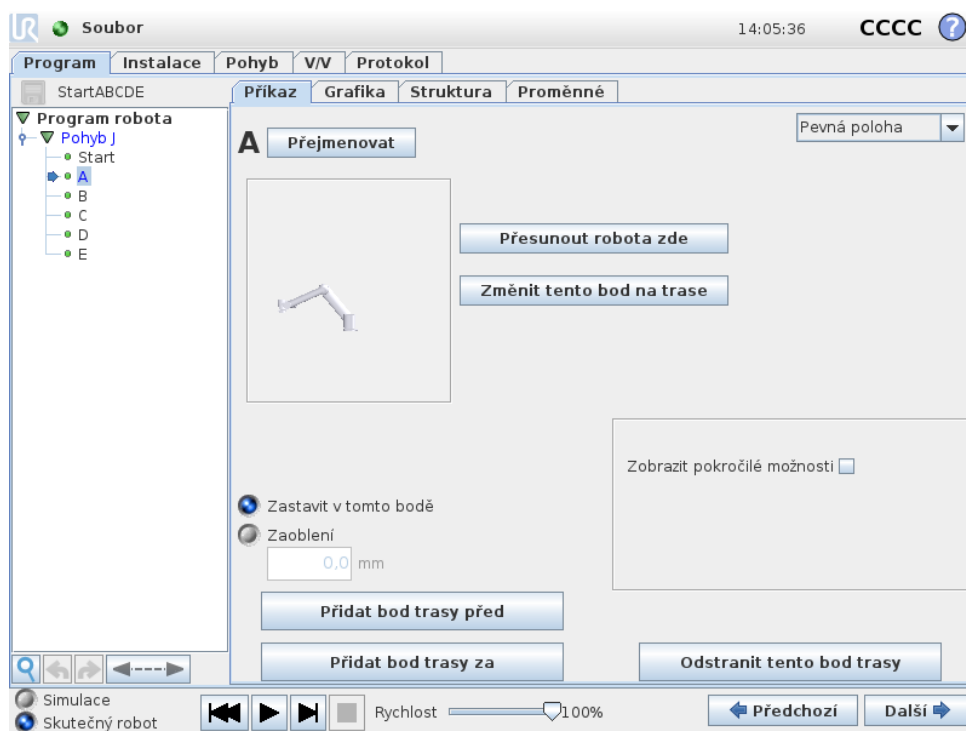 UR Soubor 14:05:36 CCCC ?
Program Instalace Pohyb V/V Protokol
StartABCDE Příkaz Grafika Struktura Proměnné
Program robota
Pohyb J
Start
A
B
C
D
E
A Přejmenovat Pevná poloha
Přesunout robota zde
Změnit tento bod na trase
Zobrazit pokročilé možnosti
Zastavit v tomto bodě
Zaoblení
0,0 mm
Přidat bod trasy před
Přidat bod trasy za Odstranit tento bod trasy
Simulace
Skutečný robot Rychlost 100% Předchozí Další